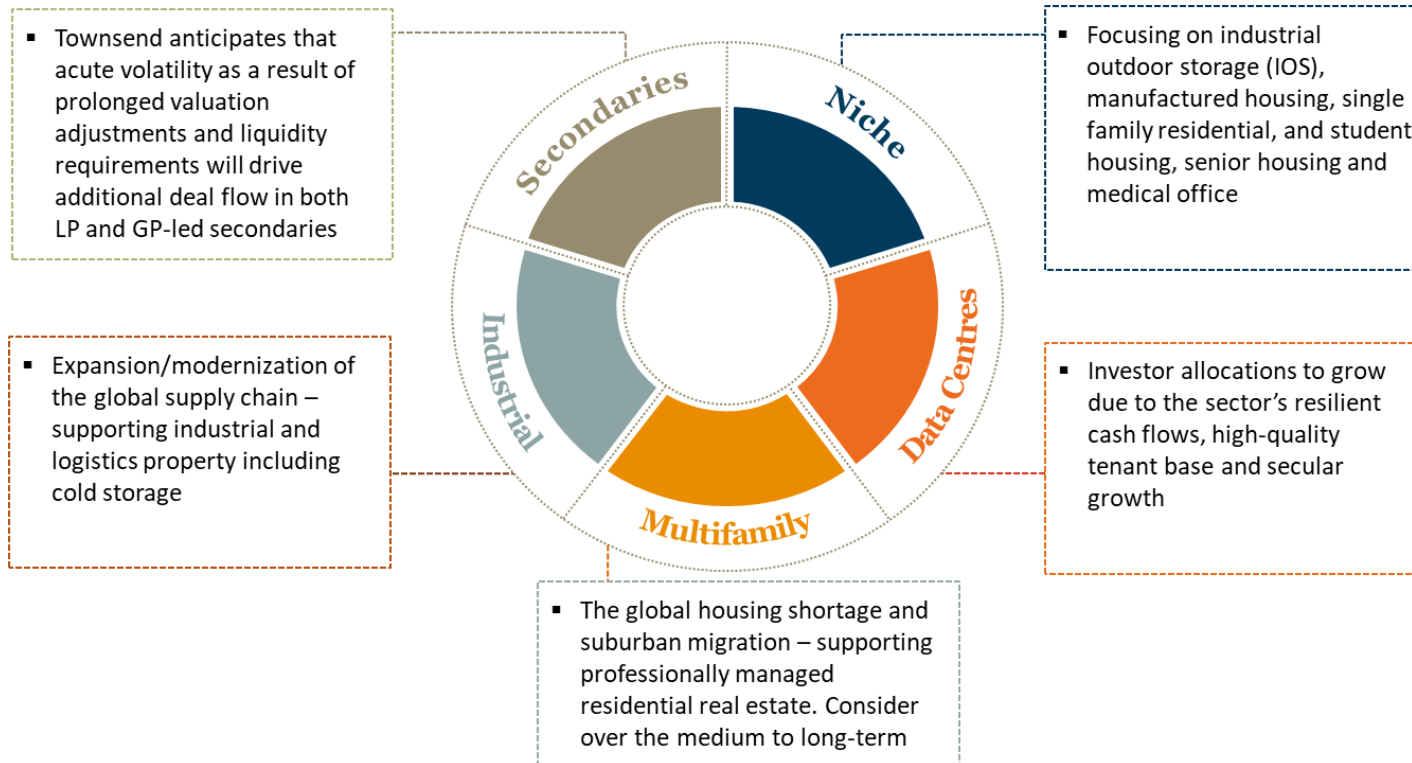 ▪ Townsend anticipates that
acute volatility as a result of
prolonged valuation
adjustments and liquidity
requirements will drive
additional deal flow in both
LP and GP-led secondaries
Secondaries
Niche
▪ Focusing on industrial
outdoor storage (IOS),
manufactured housing, single
family residential, and student
housing, senior housing and
medical office
▪ Expansion/modernization of
the global supply chain –
supporting industrial and
logistics property including
cold storage
Industrial
Data Centres
▪ Investor allocations to grow
due to the sector’s resilient
cash flows, high-quality
tenant base and secular
growth
Multifamily
▪ The global housing shortage and
suburban migration – supporting
professionally managed
residential real estate. Consider
over the medium to long-term